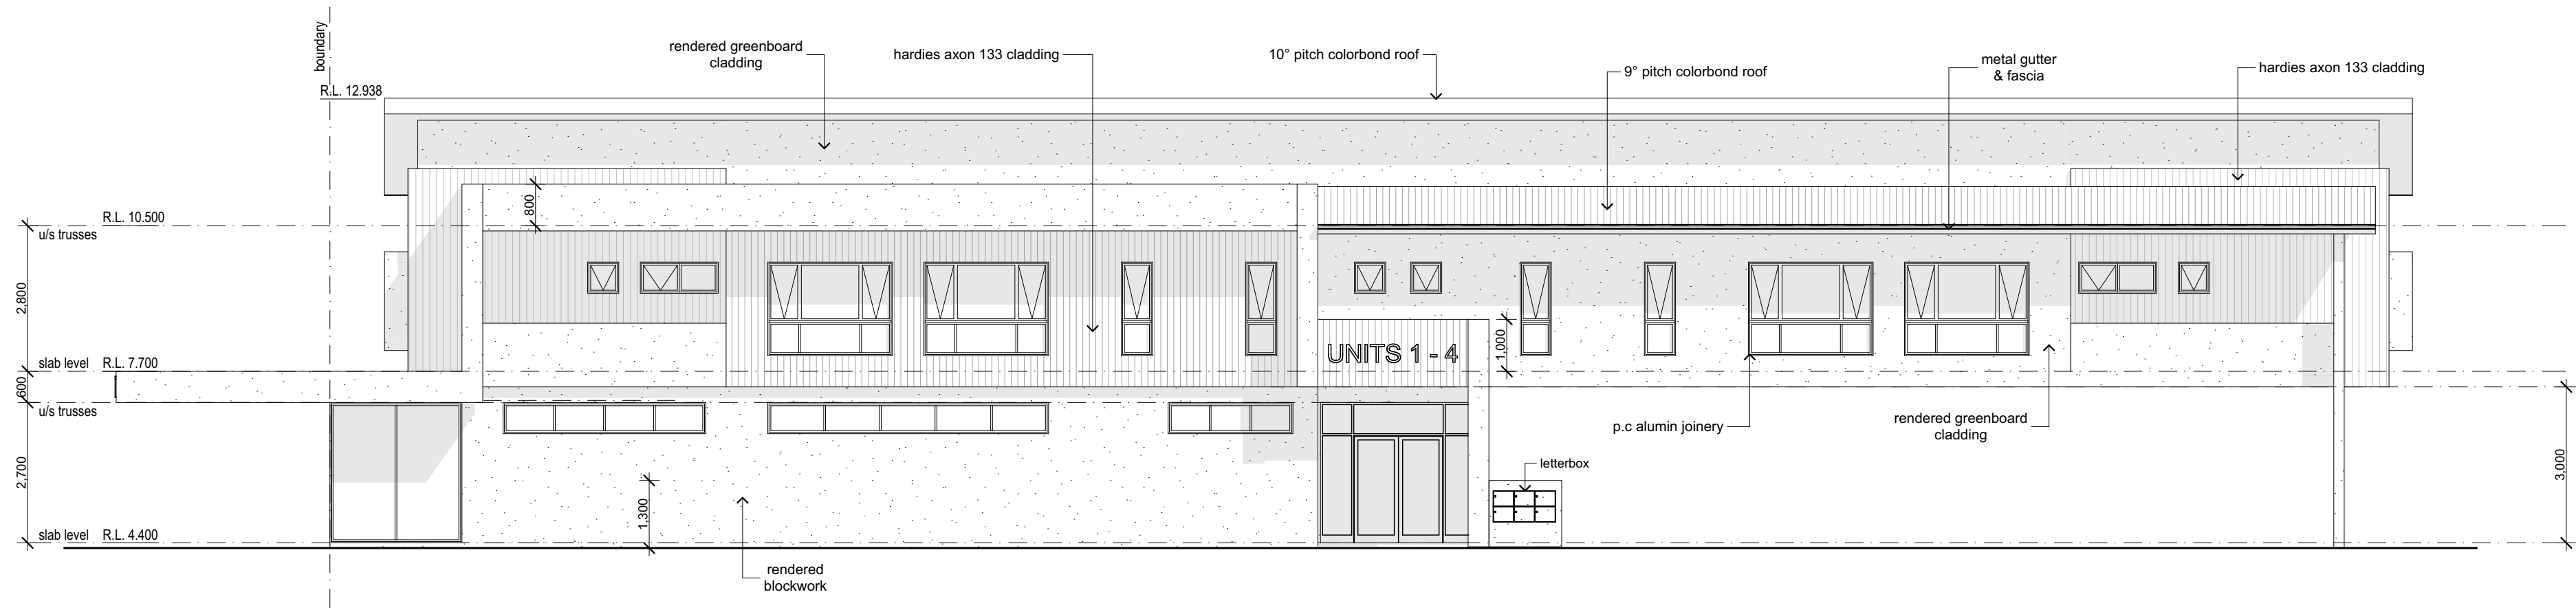 boundary
rendered greenboard
cladding
hardies axon 133 cladding
10° pitch colorbond roof
9° pitch colorbond roof
metal gutter
& fascia
hardies axon 133 cladding
R.L. 12.938
800
R.L. 10.500
u/s trusses
2,800
UNITS 1 - 4
1,000
slab level R.L. 7.700
600
u/s trusses
p.c alumin joinery
rendered greenboard
cladding
letterbox
2,700
1,300
3,000
slab level R.L. 4.400
rendered
blockwork